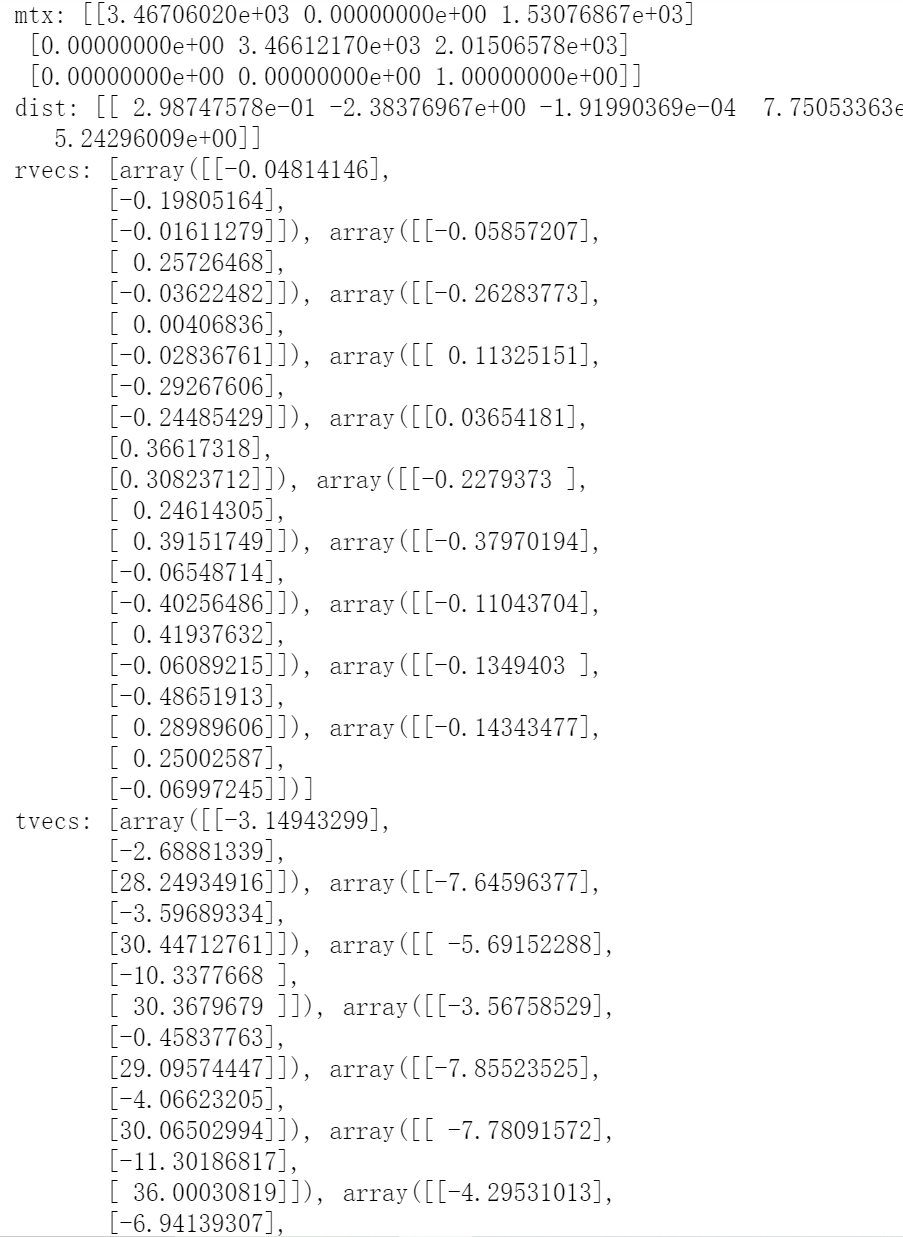 mtx: [[3.46706020e+03 0.00000000e+00 1.53076867e+03]
[0.00000000e+00 3.46612170e+03 2.01506578e+03]
[0.00000000e+00 0.00000000e+00 1.00000000e+00]]
dist: [[ 2.98747578e-01 -2.38376967e+00 -1.91990369e-04  7.75053363e
5.24296009e+00]]
rvecs: [array([[-0.04814146],
[-0.19805164],
[-0.01611279]]), array([[-0.05857207],
[ 0.25726468],
[-0.03622482]]), array([[-0.26283773],
[ 0.00406836],
[-0.02836761]]), array([[ 0.11325151],
[-0.29267606],
[-0.24485429]]), array([[0.03654181],
[0.36617318],
[0.30823712]]), array([[-0.2279373 ],
[ 0.24614305],
[ 0.39151749]]), array([[-0.37970194],
[-0.06548714],
[-0.40256486]]), array([[-0.11043704],
[ 0.41937632],
[-0.06089215]]), array([[-0.1349403 ],
[-0.48651913],
[ 0.28989606]]), array([[-0.14343477],
[ 0.25002587],
[-0.06997245]])]
tvecs: [array([[-3.14943299],
[-2.68881339],
[28.24934916]]), array([[-7.64596377],
[-3.59689334],
[30.44712761]]), array([[ -5.69152288],
[-10.3377668 ],
[ 30.3679679 ]]), array([[-3.56758529],
[-0.45837763],
[29.09574447]]), array([[-7.85523525],
[-4.06623205],
[30.06502994]]), array([[ -7.78091572],
[-11.30186817],
[ 36.00030819]]), array([[-4.29531013],
[-6.94139307],